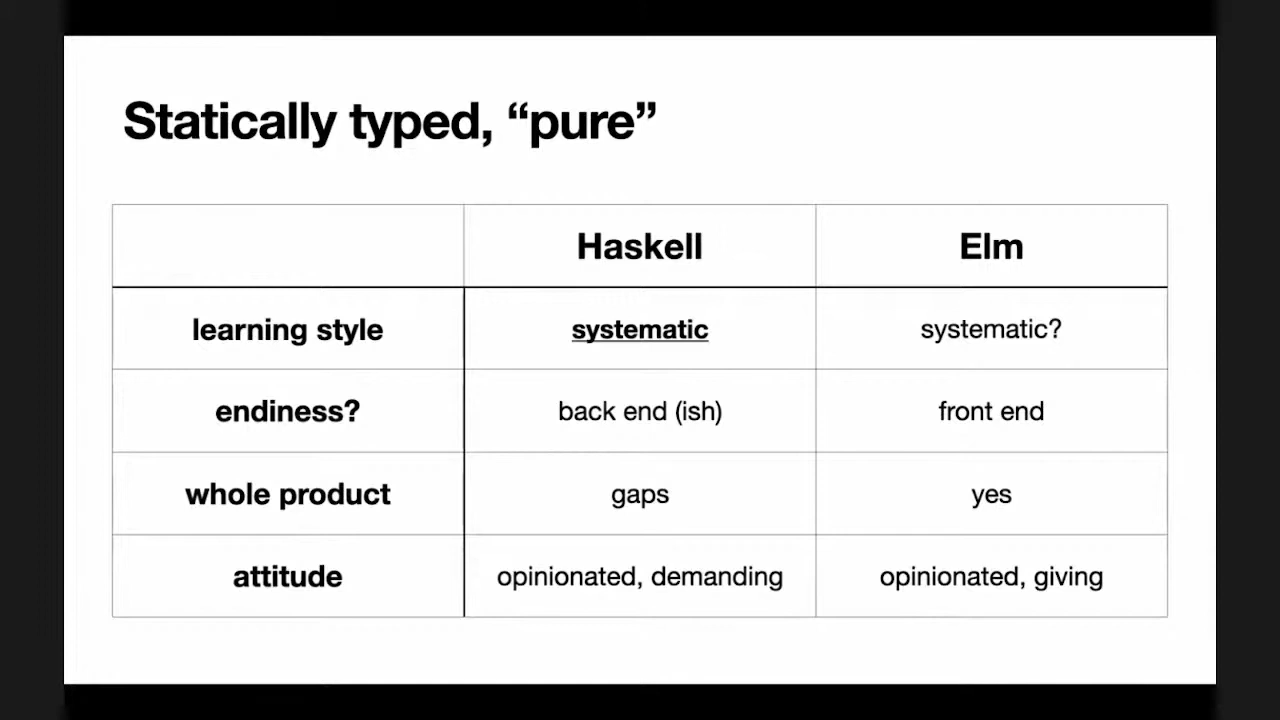 Statically typed, “pure”
Haskell Elm
learning style systematic systematic?
endiness? back end (ish) front end
whole product gaps yes
attitude opinionated, demanding opinionated, giving